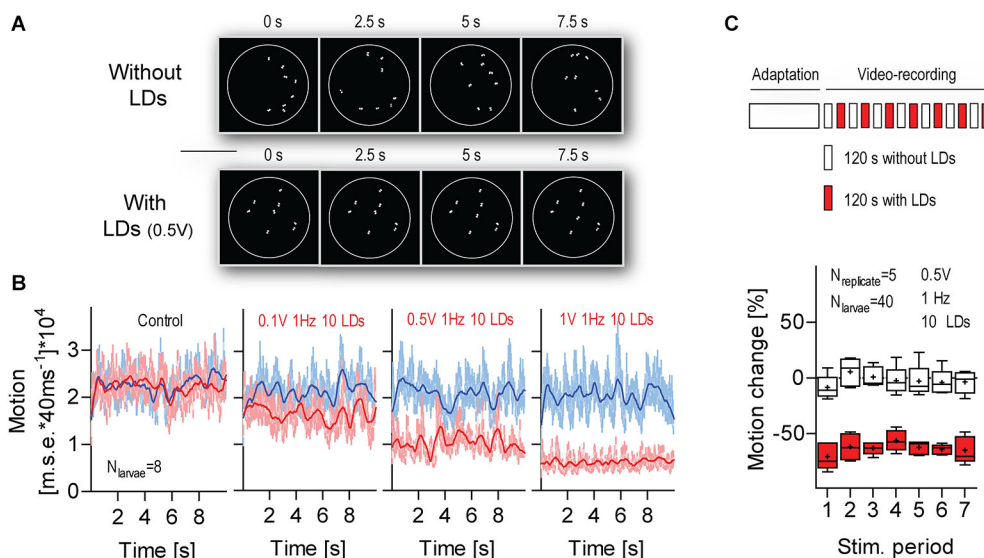 A
0 s 2.5 s 5 s 7.5 s
Without
LDs
0 s 2.5 s 5 s 7.5 s
With
LDs (0.5V)
B
Control 0.1V 1Hz 10 LDs 0.5V 1Hz 10 LDs 1V 1Hz 10 LDs
Motion
[m.s.e.*40ms⁻¹]*10⁴
3
2
1
0
N_larvae=8
2 4 6 8 2 4 6 8 2 4 6 8 2 4 6 8
Time [s] Time [s] Time [s] Time [s]
C
Adaptation Video-recording
120 s without LDs
120 s with LDs
Motion change [%]
N_replicate=5 0.5V
N_larvae=40 1 Hz
10 LDs
50
0
-50
1 2 3 4 5 6 7
Stim. period